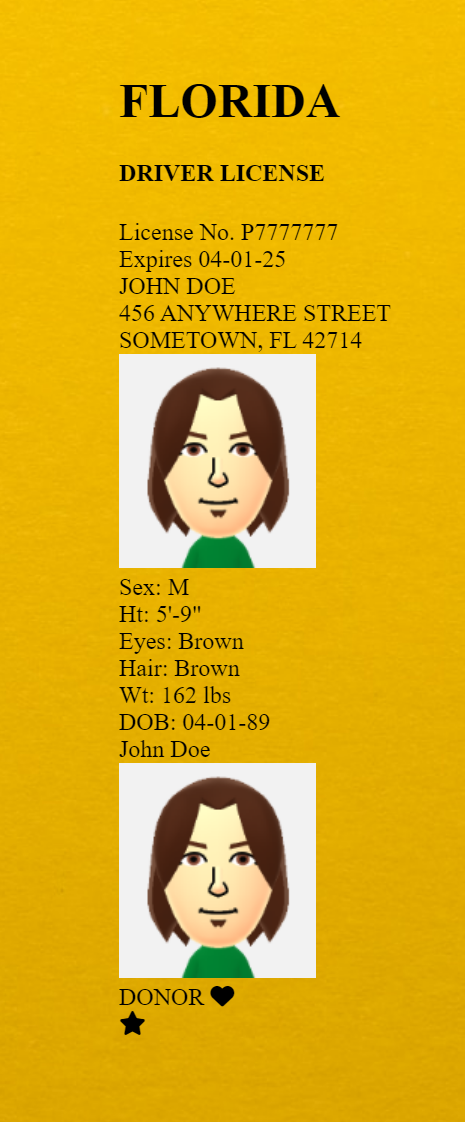 FLORIDA
DRIVER LICENSE
License No. P7777777
Expires 04-01-25
JOHN DOE
456 ANYWHERE STREET
SOMETOWN, FL 42714
Sex: M
Ht: 5'-9"
Eyes: Brown
Hair: Brown
Wt: 162 lbs
DOB: 04-01-89
John Doe
DONOR